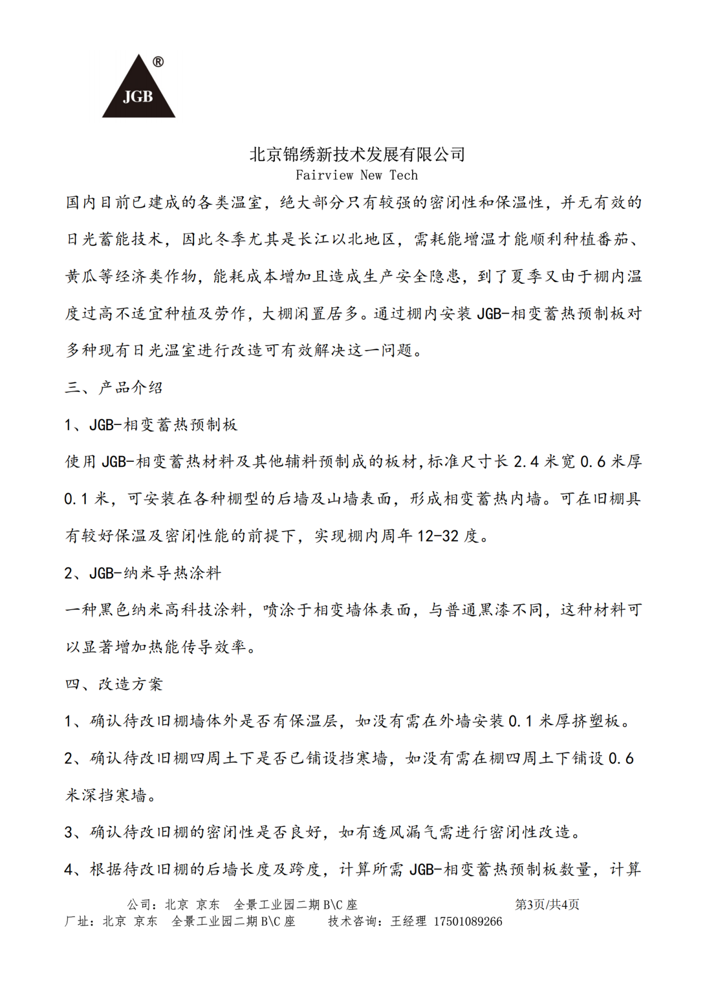 ®
JGB
北京锦绣新技术发展有限公司
Fairview New Tech
国内目前已建成的各类温室，绝大部分只有较强的密闭性和保温性，并无有效的
日光蓄能技术，因此冬季尤其是长江以北地区，需耗能增温才能顺利种植番茄、
黄瓜等经济类作物，能耗成本增加且造成生产安全隐患，到了夏季又由于棚内温
度过高不适宜种植及劳作，大棚闲置居多。通过棚内安装 JGB-相变蓄热预制板对
多种现有日光温室进行改造可有效解决这一问题。
三、产品介绍
1、JGB-相变蓄热预制板
使用 JGB-相变蓄热材料及其他辅料预制成的板材,标准尺寸长 2.4 米宽 0.6 米厚
0.1 米，可安装在各种棚型的后墙及山墙表面，形成相变蓄热内墙。可在旧棚具
有较好保温及密闭性能的前提下，实现棚内周年 12-32 度。
2、JGB-纳米导热涂料
一种黑色纳米高科技涂料，喷涂于相变墙体表面，与普通黑漆不同，这种材料可
以显著增加热能传导效率。
四、改造方案
1、确认待改旧棚墙体外是否有保温层，如没有需在外墙安装 0.1 米厚挤塑板。
2、确认待改旧棚四周土下是否已铺设挡寒墙，如没有需在棚四周土下铺设 0.6
米深挡寒墙。
3、确认待改旧棚的密闭性是否良好，如有透风漏气需进行密闭性改造。
4、根据待改旧棚的后墙长度及跨度，计算所需 JGB-相变蓄热预制板数量，计算
公司：北京 京东 全景工业园二期 B\C 座 第3页/共4页
厂址：北京 京东 全景工业园二期 B\C 座 技术咨询：王经理 17501089266